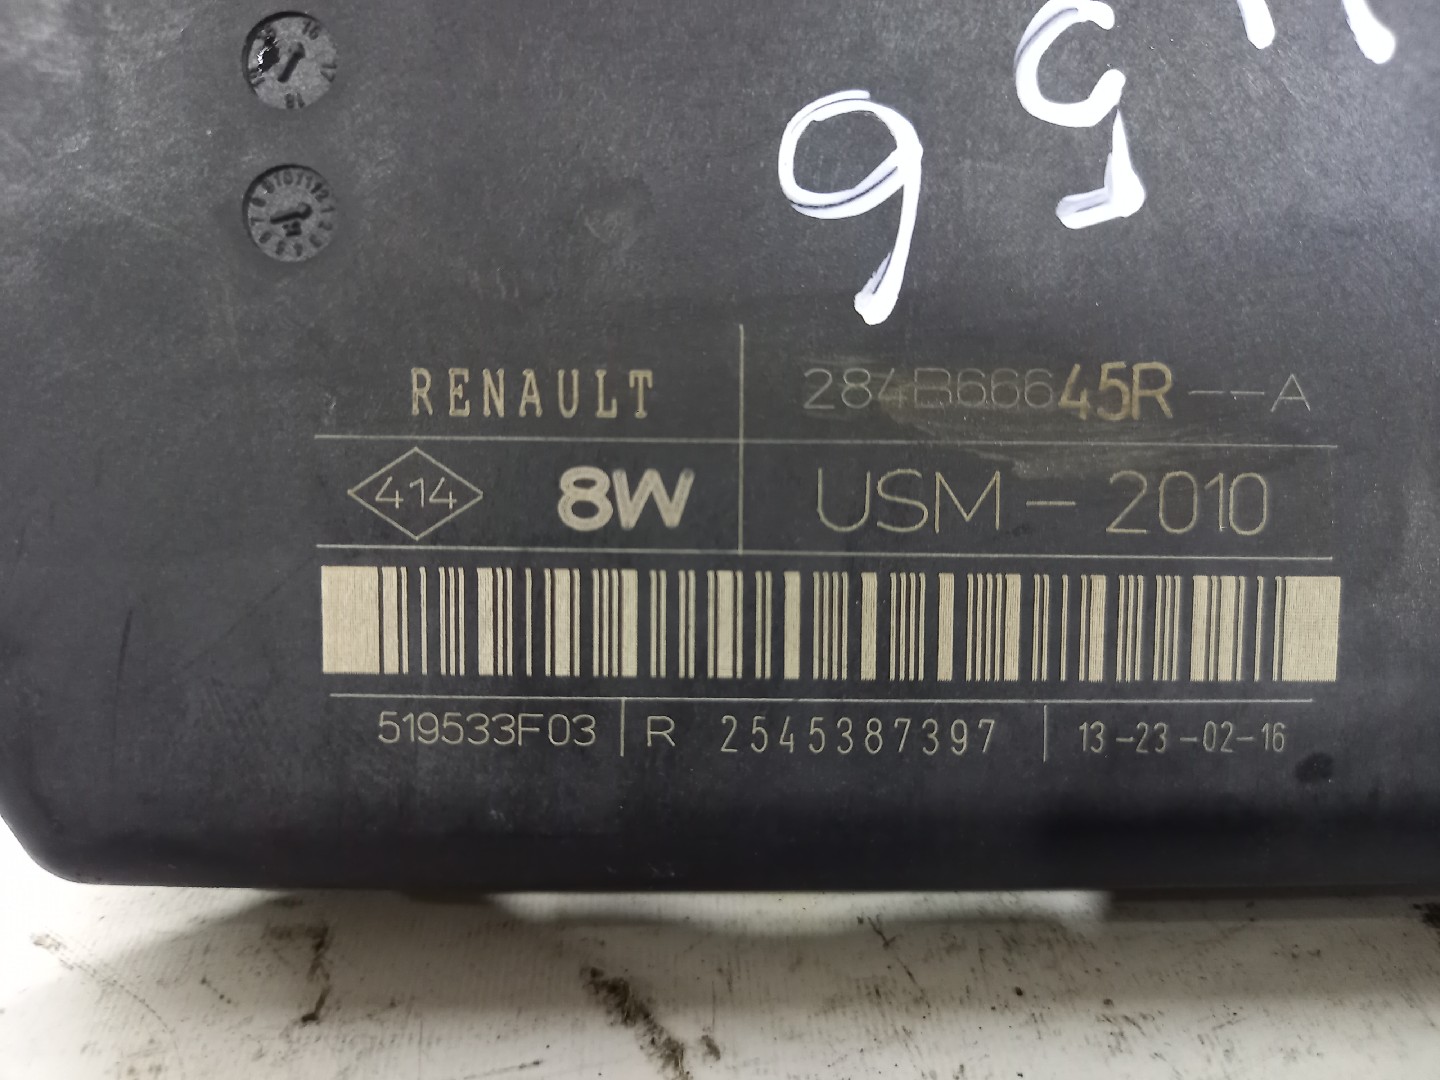 RENAULT 284B66645R--A
414 8W USM-2010
519533F03 R 2545387397 13-23-02-16